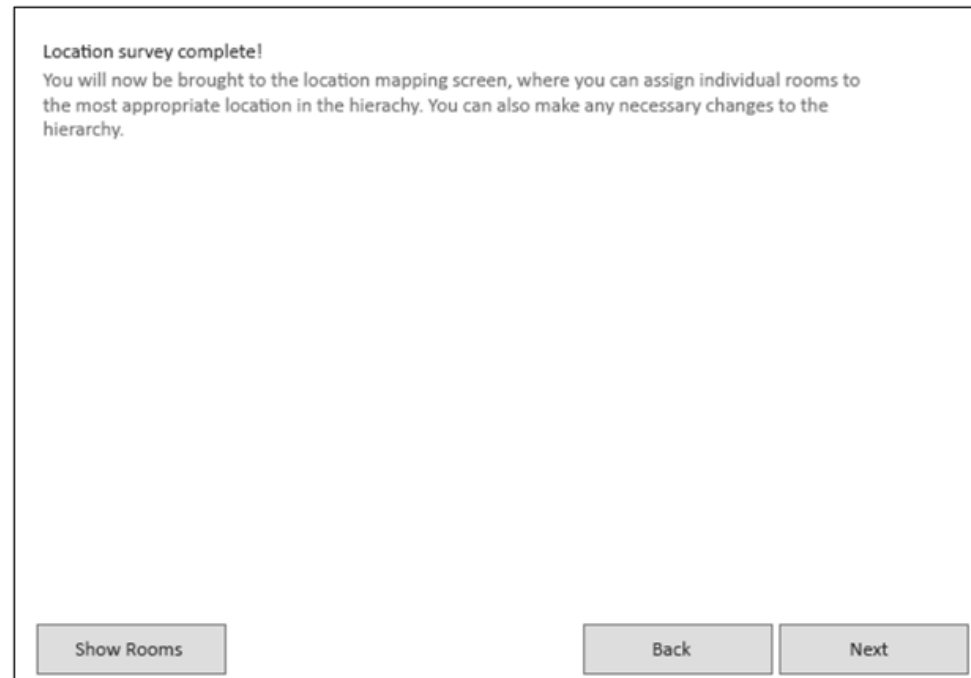 Location survey complete!
You will now be brought to the location mapping screen, where you can assign individual rooms to
the most appropriate location in the hierachy. You can also make any necessary changes to the
hierarchy.
Show Rooms
Back
Next